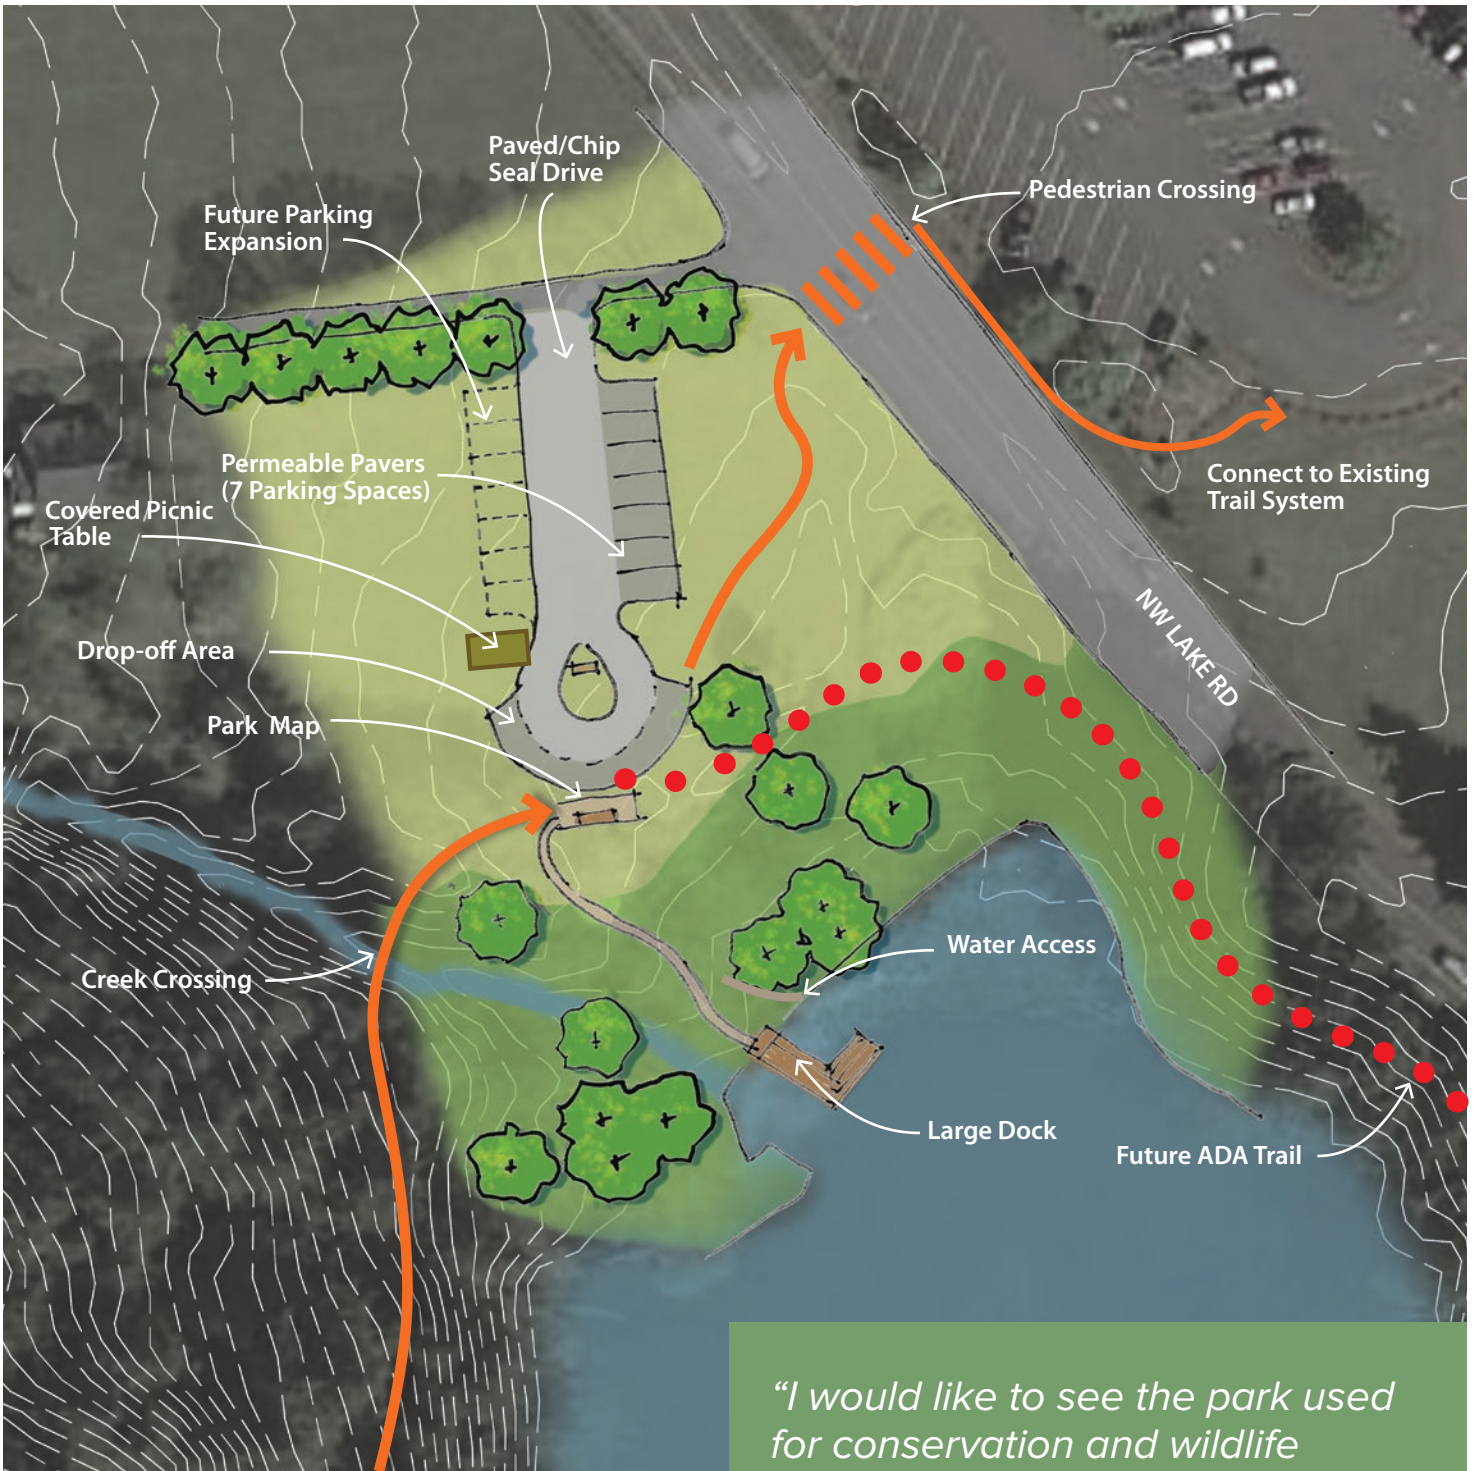 Paved/Chip
Seal Drive
Pedestrian Crossing
Future Parking
Expansion
Permeable Pavers
(7 Parking Spaces)
Connect to Existing
Trail System
Covered Picnic
Table
NW LAKE RD
Drop-off Area
Park Map
Water Access
Creek Crossing
Large Dock
Future ADA Trail
“I would like to see the park used
for conservation and wildlife